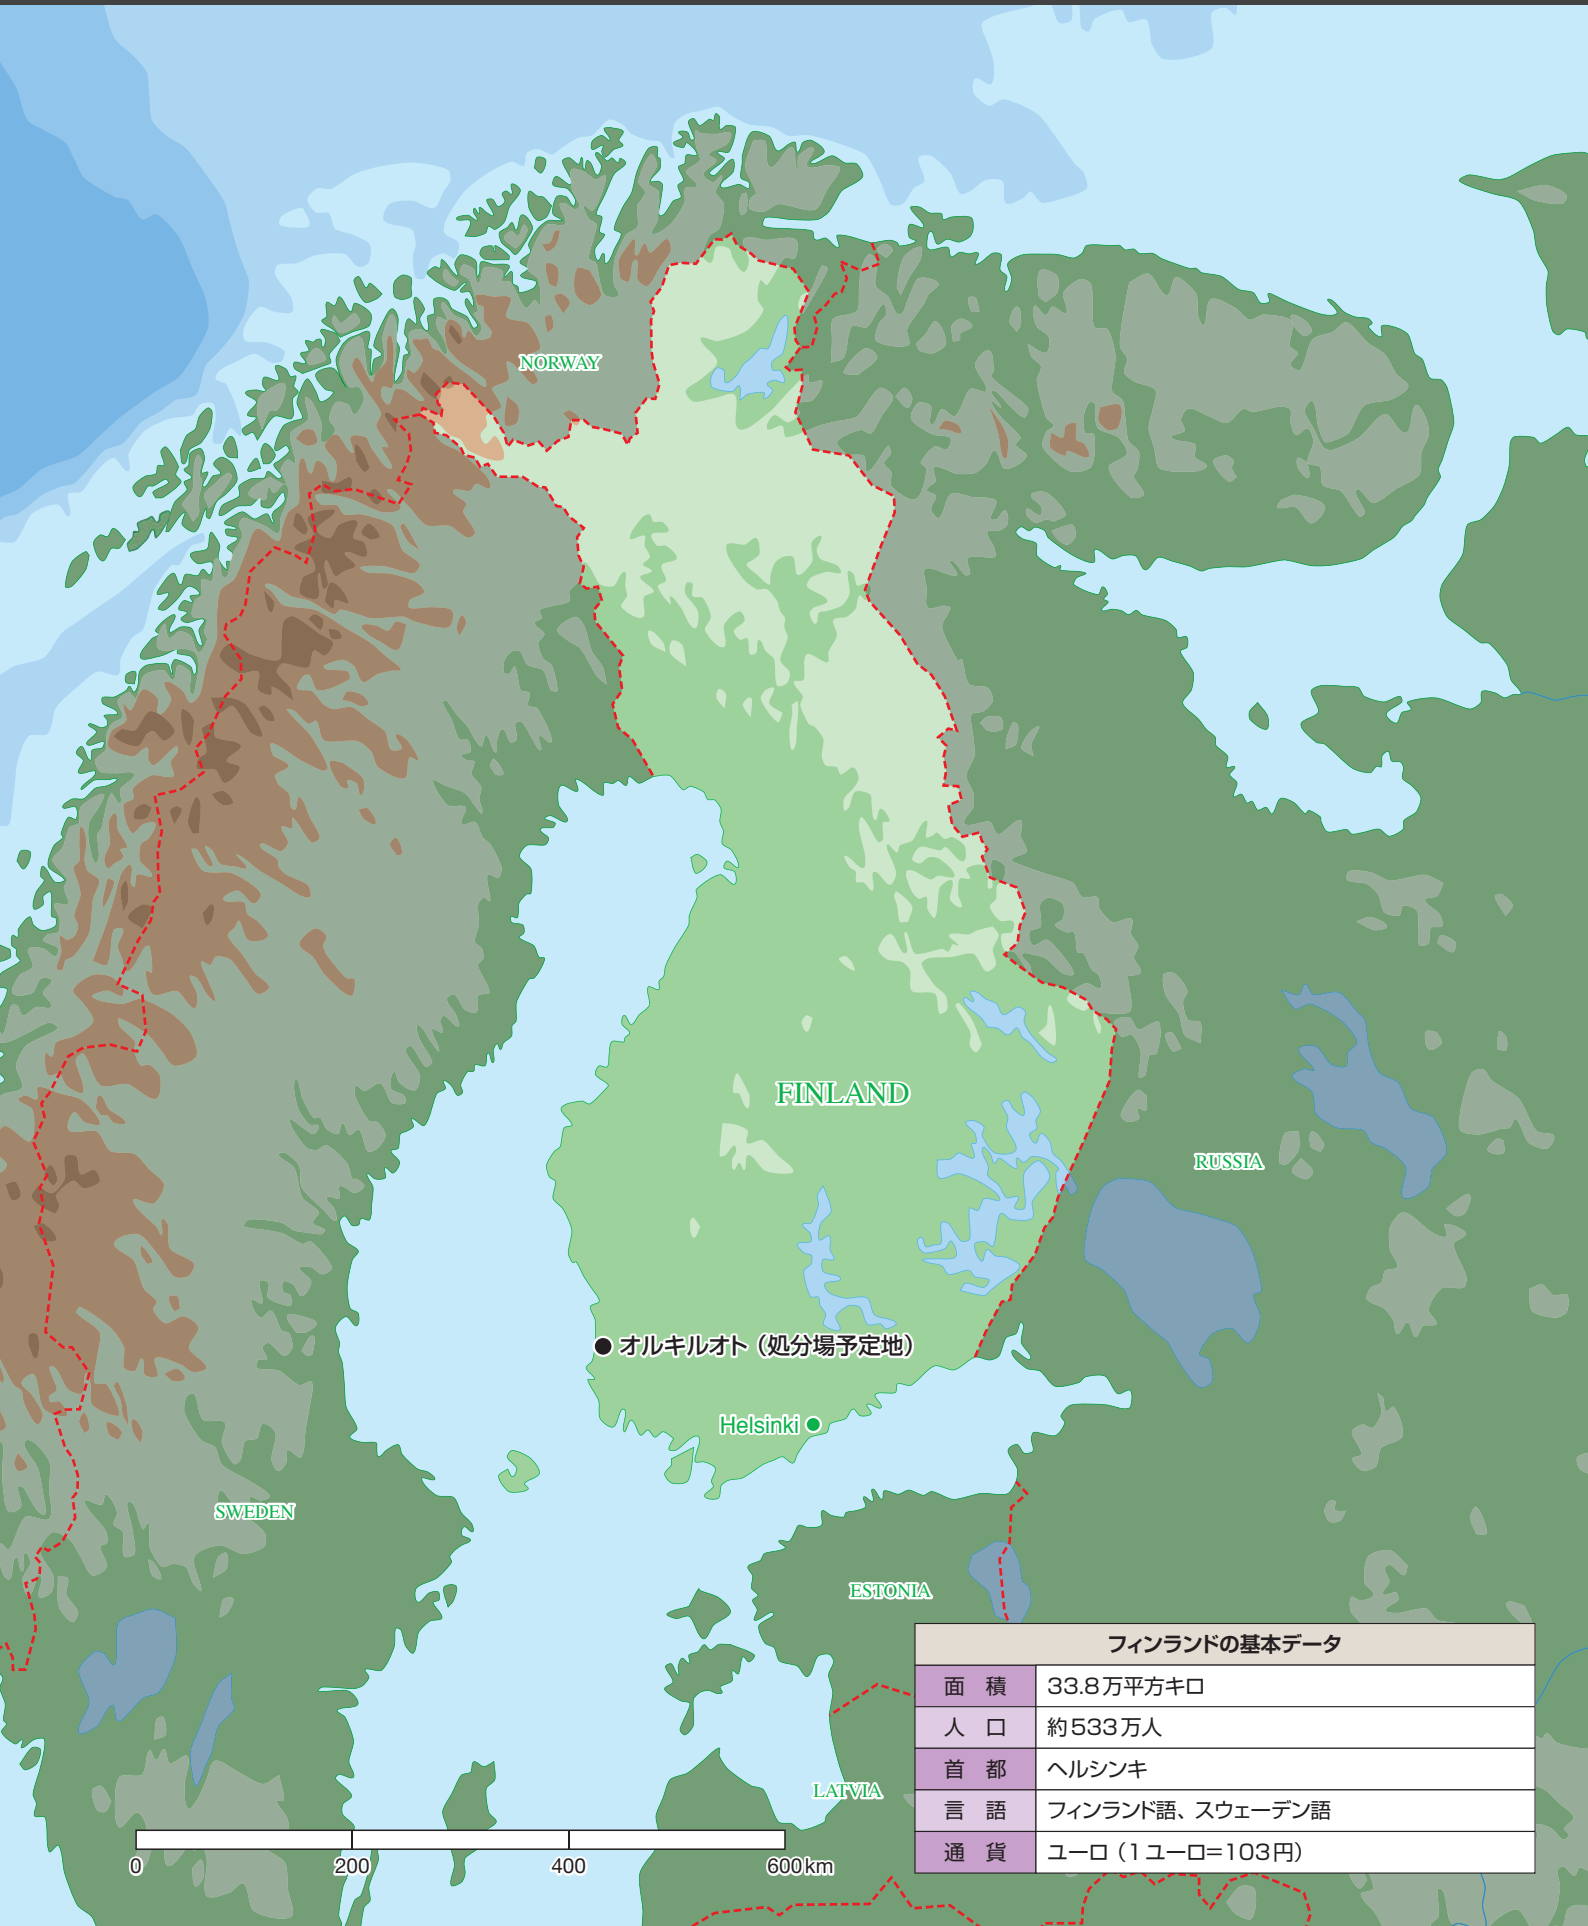 NORWAY
FINLAND
RUSSIA
オルキルオト（処分場予定地）
Helsinki
SWEDEN
ESTONIA
LATVIA
フィンランドの基本データ
面積 33.8万平方キロ
人口 約533万人
首都 ヘルシンキ
言語 フィンランド語、スウェーデン語
通貨 ユーロ（1ユーロ=103円）
0 200 400 600km